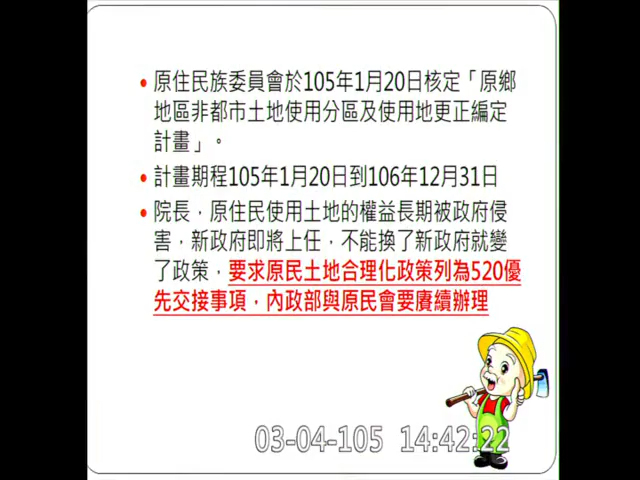 • 原住民族委員會於105年1月20日核定「原鄉
地區非都市土地使用分區及使用地更正編定
計畫」。
• 計畫期程105年1月20日到106年12月31日
• 院長，原住民使用土地的權益長期被政府侵
害，新政府即將上任，不能換了新政府就變
了政策，要求原民土地合理化政策列為520優
先交接事項，內政部與原民會要賡續辦理
03-04-105 14:42:22